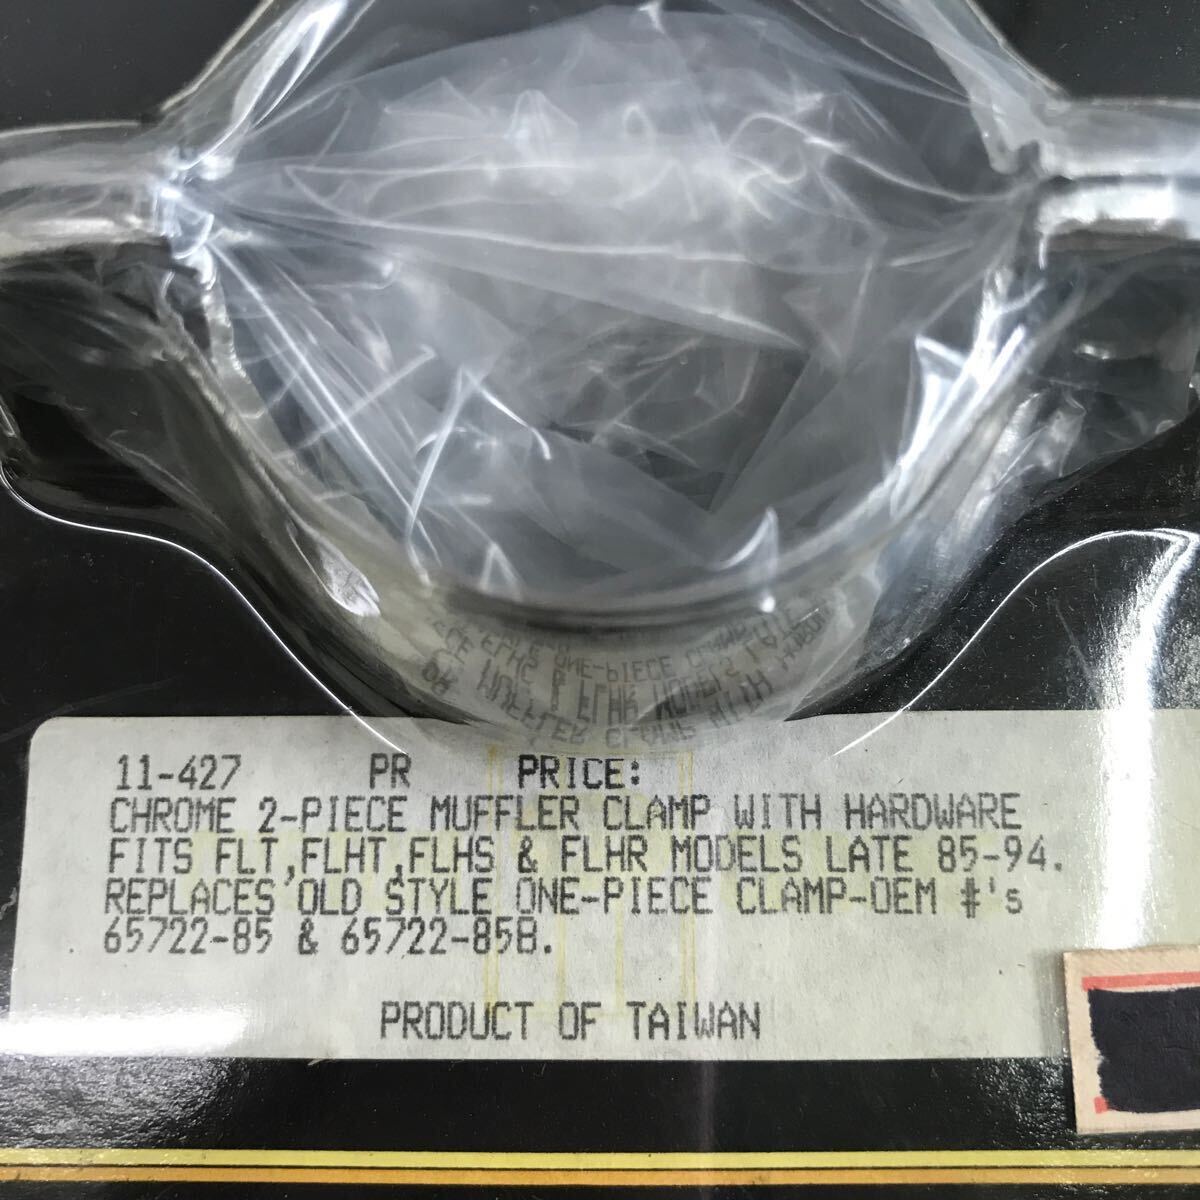 11-427 PR PRICE:
CHROME 2-PIECE MUFFLER CLAMP WITH HARDWARE
FITS FLT,FLHT,FLHS & FLHR MODELS LATE 85-94.
REPLACES OLD STYLE ONE-PIECE CLAMP-OEM #'s
65722-85 & 65722-85B.
PRODUCT OF TAIWAN